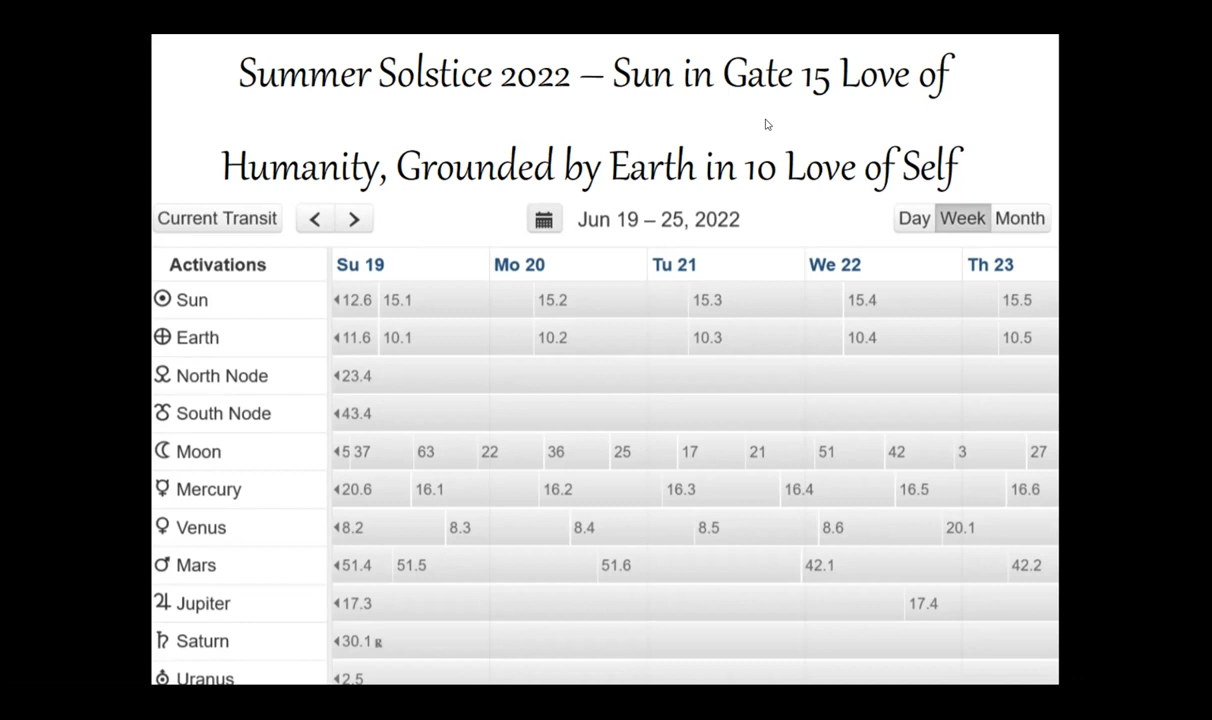 Summer Solstice 2022 – Sun in Gate 15 Love of
Humanity, Grounded by Earth in 10 Love of Self
Current Transit < > Jun 19 – 25, 2022 Day Week Month
Activations Su 19 Mo 20 Tu 21 We 22 Th 23
Sun 12.6 15.1 15.2 15.3 15.4 15.5
Earth 11.6 10.1 10.2 10.3 10.4 10.5
North Node 23.4
South Node 43.4
Moon 5 37 63 22 36 25 17 21 51 42 3 27
Mercury 20.6 16.1 16.2 16.3 16.4 16.5 16.6
Venus 8.2 8.3 8.4 8.5 8.6 20.1
Mars 51.4 51.5 51.6 42.1 42.2
Jupiter 17.3 17.4
Saturn 30.1 R
Uranus 2.5